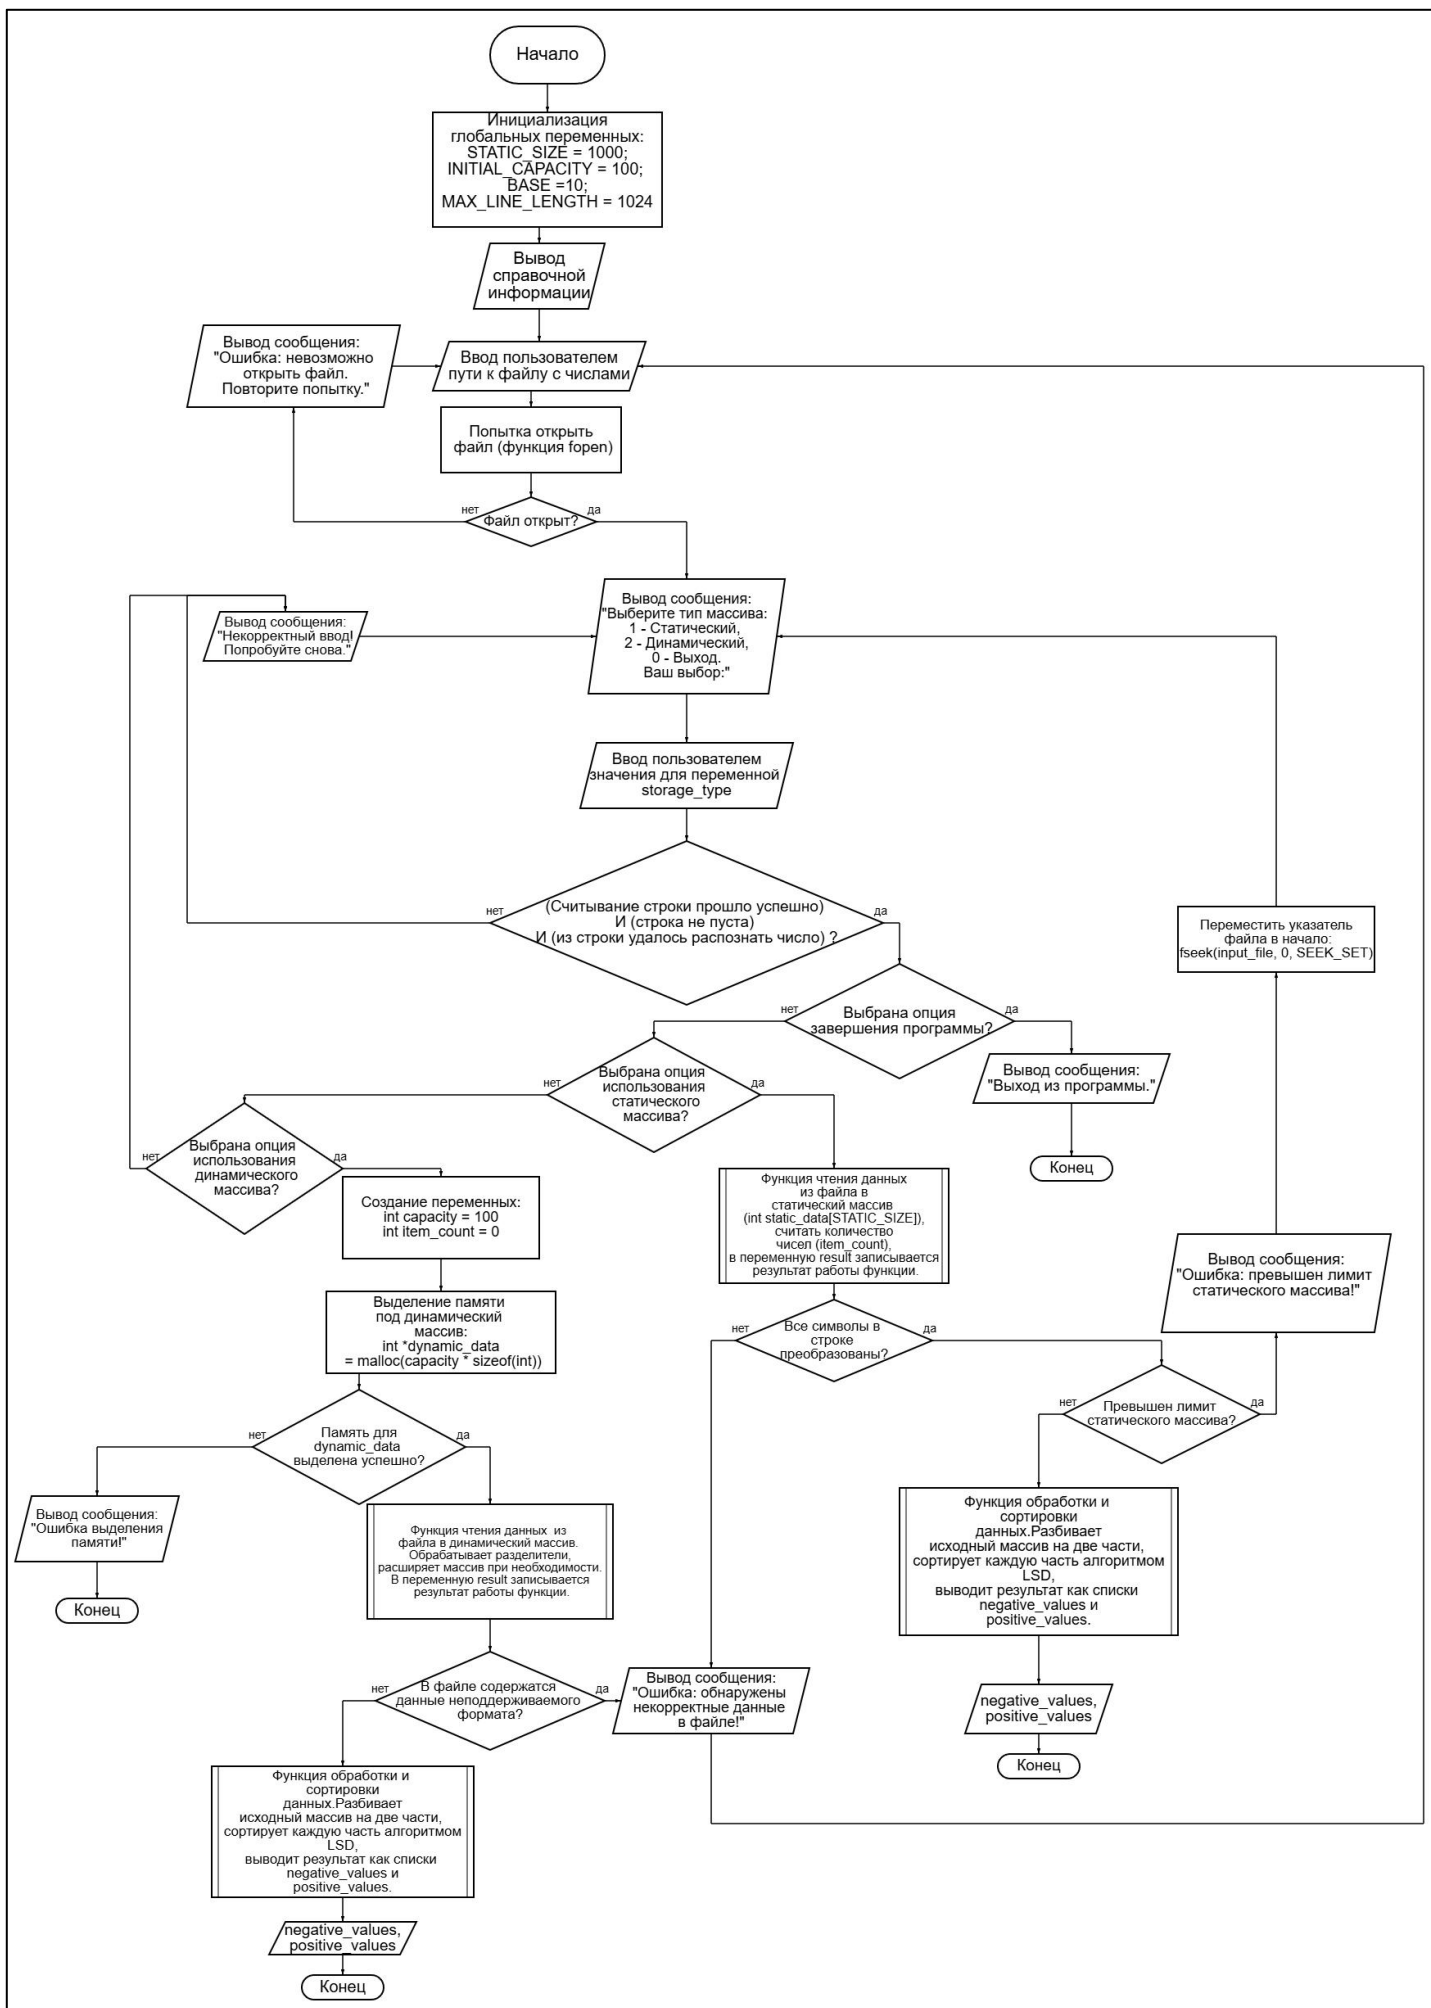 Начало
Инициализация
глобальных переменных:
STATIC_SIZE = 1000;
INITIAL_CAPACITY = 100;
BASE =10;
MAX_LINE_LENGTH = 1024
Вывод
справочной
информации
Вывод сообщения:
"Ошибка: невозможно
открыть файл.
Повторите попытку."
Ввод пользователем
пути к файлу с числами
Попытка открыть
файл (функция fopen)
нет
Файл открыт?
да
Вывод сообщения:
"Некорректный ввод!
Попробуйте снова."
Вывод сообщения:
"Выберите тип массива:
1 - Статический,
2 - Динамический,
0 - Выход.
Ваш выбор:"
Ввод пользователем
значения для переменной
storage_type
нет
(Считывание строки прошло успешно)
И (строка не пуста)
И (из строки удалось распознать число) ?
да
Переместить указатель
файла в начало:
fseek(input_file, 0, SEEK_SET)
нет
Выбрана опция
завершения программы?
да
Вывод сообщения:
"Выход из программы."
Конец
нет
Выбрана опция
использования
статического
массива?
да
нет
Выбрана опция
использования
динамического
массива?
да
Создание переменных:
int capacity = 100
int item_count = 0
Функция чтения данных
из файла в
статический массив
(int static_data[STATIC_SIZE]),
считать количество
чисел (item_count),
в переменную result записывается
результат работы функции.
Вывод сообщения:
"Ошибка: превышен лимит
статического массива!"
Выделение памяти
под динамический
массив:
int *dynamic_data
= malloc(capacity * sizeof(int))
нет
Все символы в
строке
преобразованы?
да
нет
Превышен лимит
статического массива?
да
нет
Память для
dynamic_data
выделена успешно?
да
Вывод сообщения:
"Ошибка выделения
памяти!"
Конец
Функция чтения данных из
файла в динамический массив.
Обрабатывает разделители,
расширяет массив при необходимости.
В переменную result записывается
результат работы функции.
Функция обработки и
сортировки
данных.Разбивает
исходный массив на две части,
сортирует каждую часть алгоритмом
LSD,
выводит результат как списки
negative_values и
positive_values.
нет
В файле содержатся
данные неподдерживаемого
формата?
да
Вывод сообщения:
"Ошибка: обнаружены
некорректные данные
в файле!"
negative_values,
positive_values
Конец
Функция обработки и
сортировки
данных.Разбивает
исходный массив на две части,
сортирует каждую часть алгоритмом
LSD,
выводит результат как списки
negative_values и
positive_values.
negative_values,
positive_values
Конец